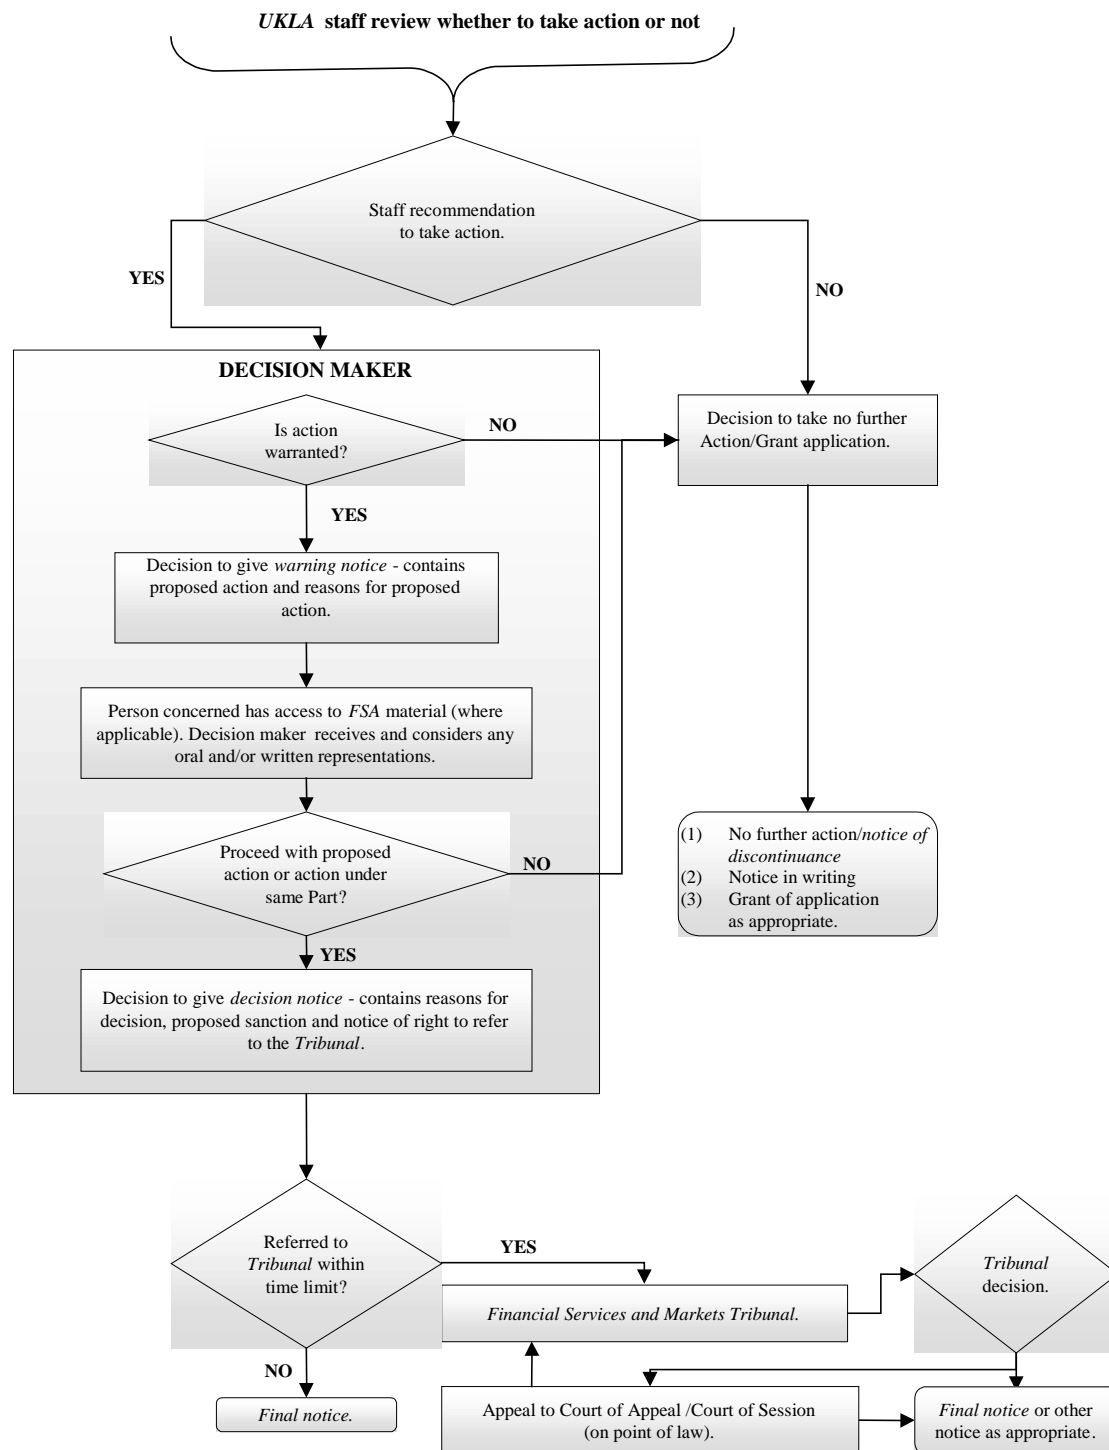 UKLA staff review whether to take action or not
Staff recommendation
to take action.
YES
NO
DECISION MAKER
Is action
warranted?
NO
Decision to take no further
Action/Grant application.
YES
Decision to give warning notice - contains
proposed action and reasons for proposed
action.
Person concerned has access to FSA material (where
applicable). Decision maker receives and considers any
oral and/or written representations.
Proceed with proposed
action or action under
same Part?
NO
(1) No further action/notice of
discontinuance
(2) Notice in writing
(3) Grant of application
as appropriate.
YES
Decision to give decision notice - contains reasons for
decision, proposed sanction and notice of right to refer
to the Tribunal.
Referred to
Tribunal within
time limit?
YES
Financial Services and Markets Tribunal.
Tribunal
decision.
NO
Final notice.
Appeal to Court of Appeal /Court of Session
(on point of law).
Final notice or other
notice as appropriate.